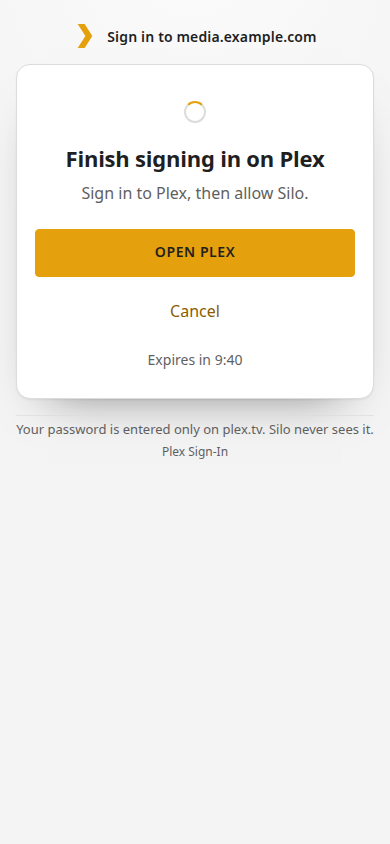 Sign in to media.example.com
Finish signing in on Plex
Sign in to Plex, then allow Silo.
OPEN PLEX
Cancel
Expires in 9:40
Your password is entered only on plex.tv. Silo never sees it.
Plex Sign-In